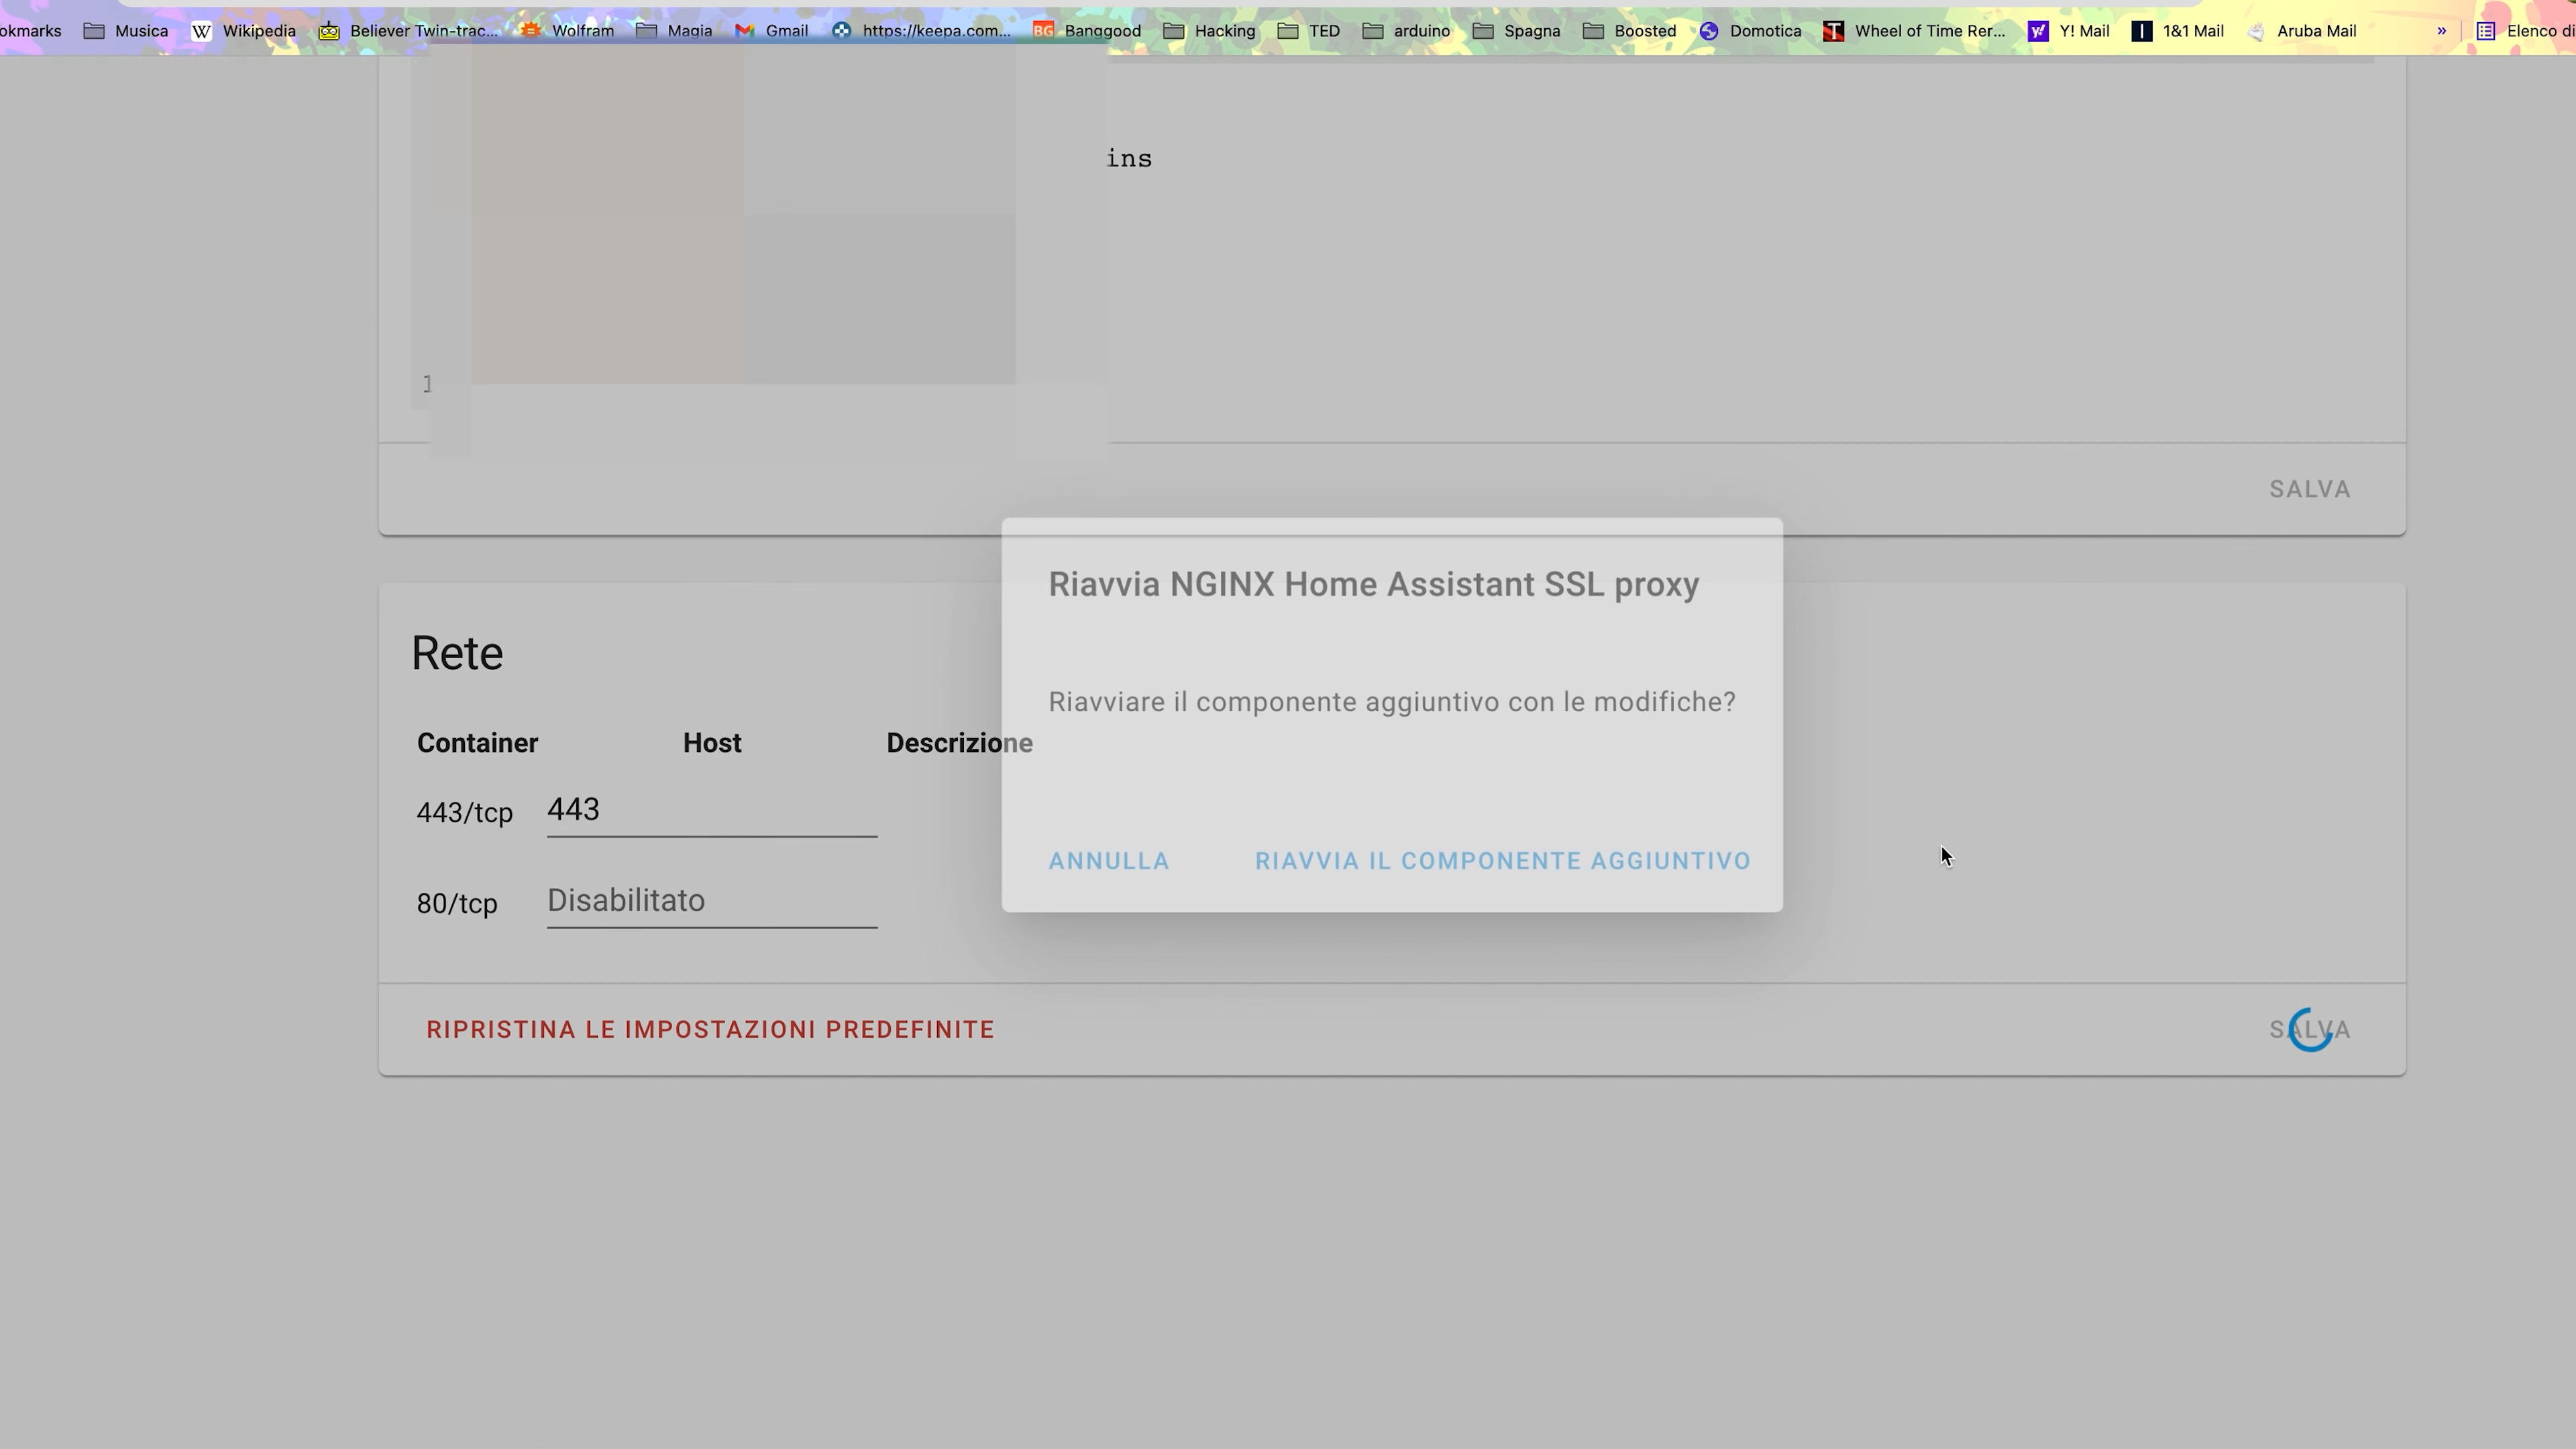 okmarks Musica Wikipedia Believer Twin-trac... Wolfram Magia Gmail https://keepa.com... BG Banggood Hacking TED arduino Spagna Boosted Domotica Wheel of Time Rer... Y! Mail 1&1 Mail Aruba Mail » Elenco di
ins
1
SALVA
Riavvia NGINX Home Assistant SSL proxy
Riavviare il componente aggiuntivo con le modifiche?
ANNULLA RIAVVIA IL COMPONENTE AGGIUNTIVO
Rete
Container Host Descrizione
443/tcp 443
80/tcp Disabilitato
RIPRISTINA LE IMPOSTAZIONI PREDEFINITE SALVA